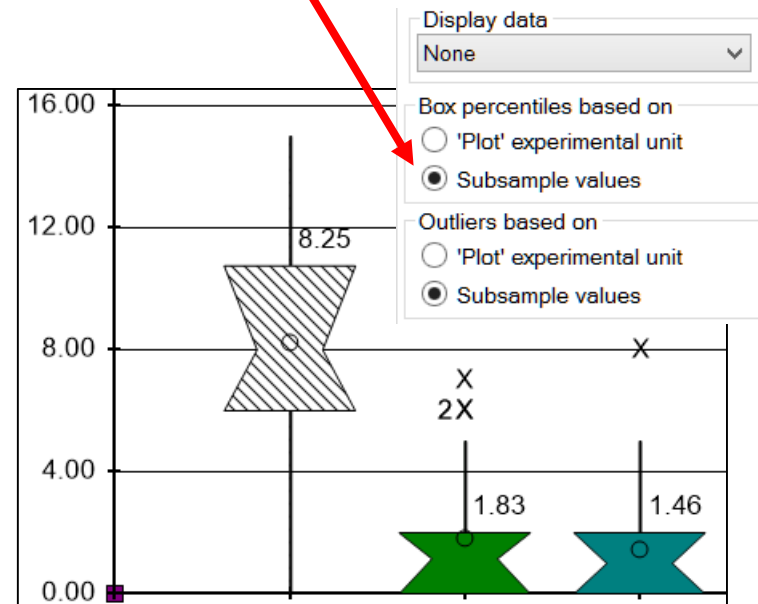 Display data
None
Box percentiles based on
'Plot' experimental unit
Subsample values
Outliers based on
'Plot' experimental unit
Subsample values
16.00
12.00
8.25
8.00
X
X
2X
4.00
1.83
1.46
0.00